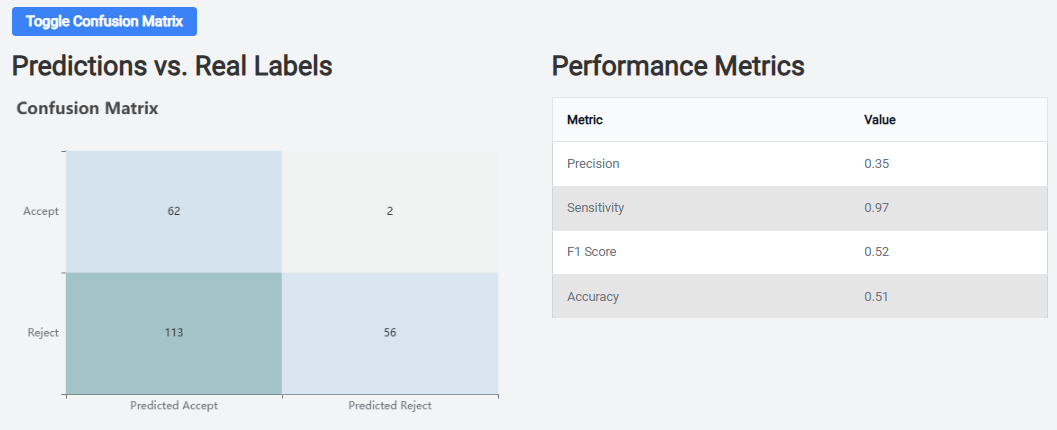 Toggle Confusion Matrix
Predictions vs. Real Labels
Confusion Matrix
Accept
62
2
Reject
113
56
Predicted Accept
Predicted Reject
Performance Metrics
Metric Value
Precision 0.35
Sensitivity 0.97
F1 Score 0.52
Accuracy 0.51